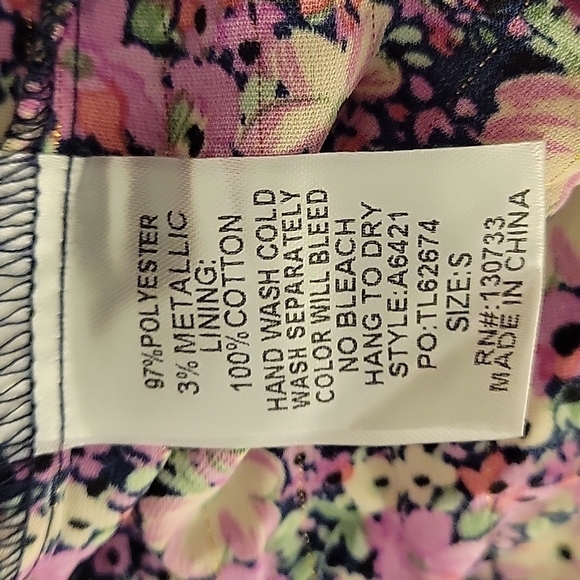 97%POLYESTER
3% METALLIC
LINING:
100%COTTON
HAND WASH COLD
WASH SEPARATELY
COLOR WILL BLEED
NO BLEACH
HANG TO DRY
STYLE:A6421
PO:TL62674
SIZE:S
RN#:130733
MADE IN CHINA